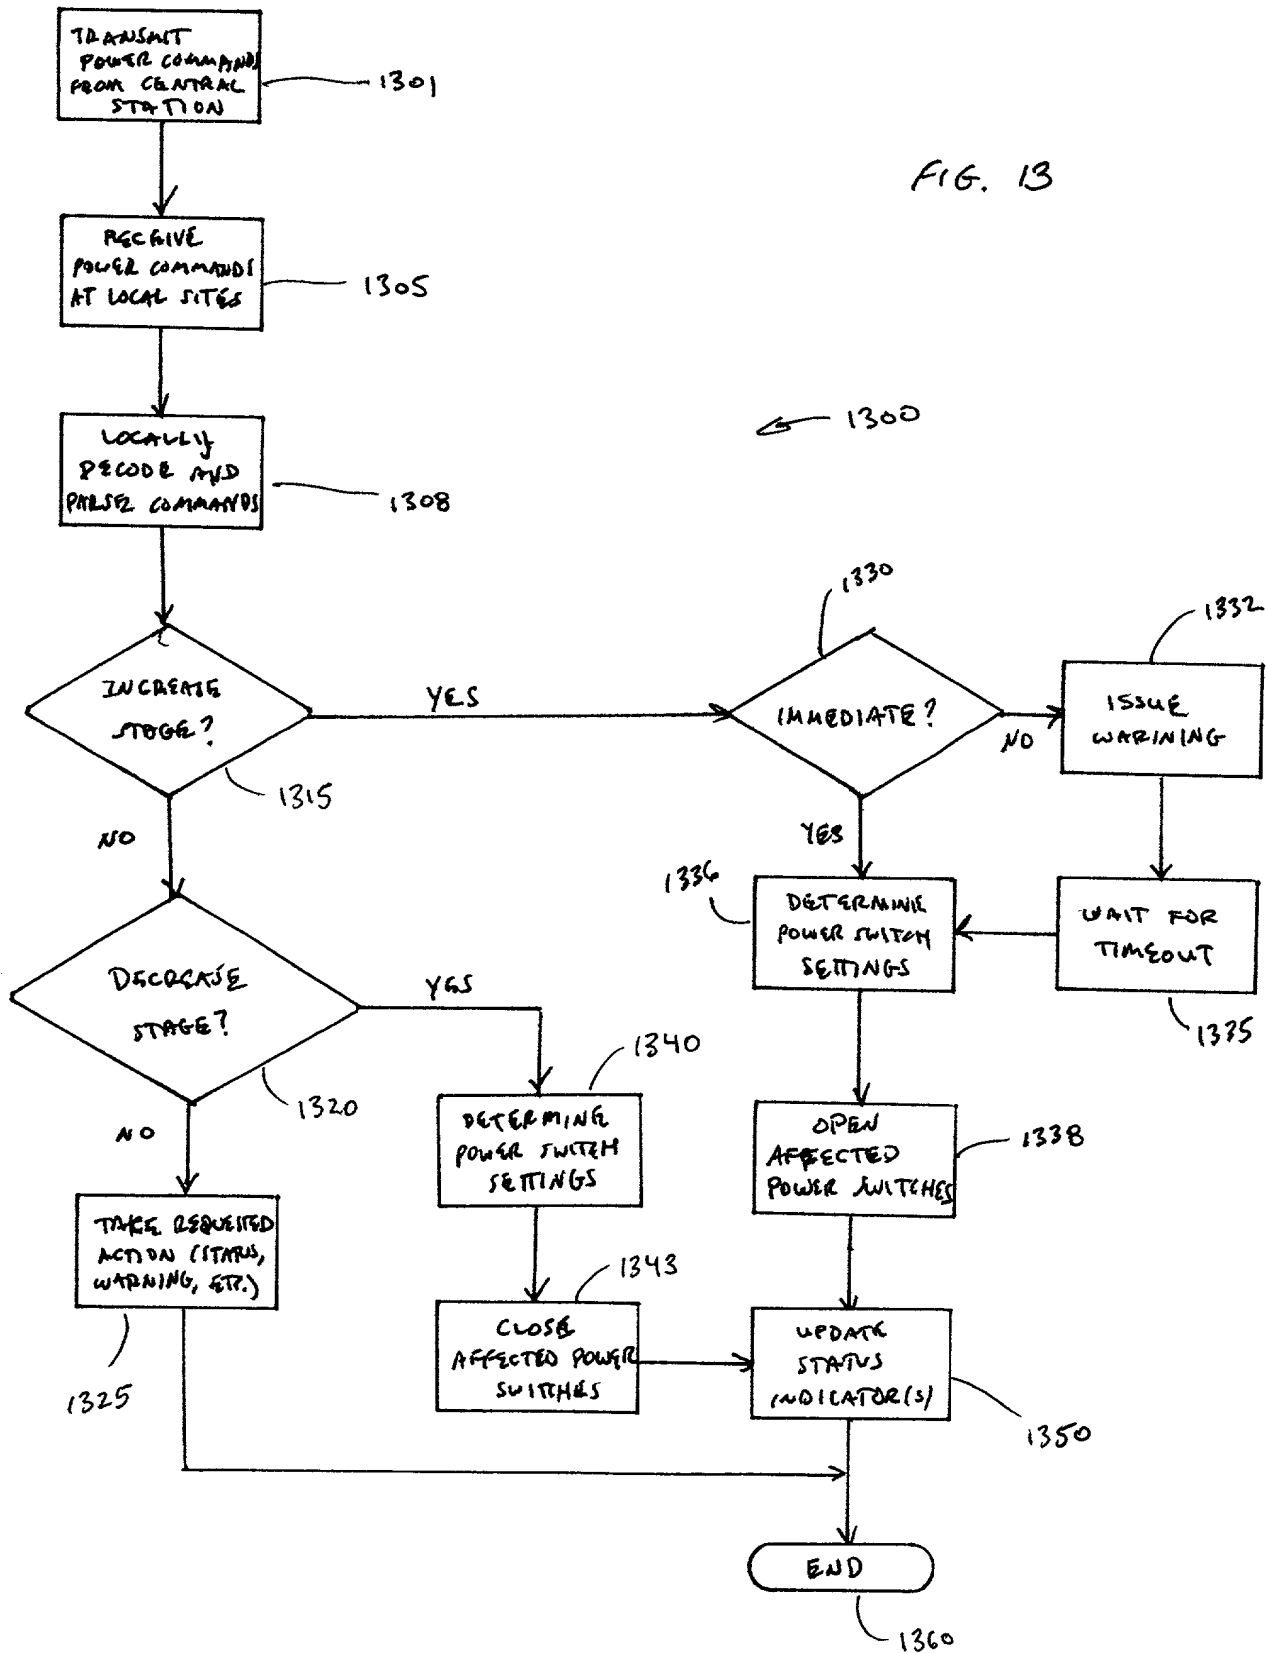 TRANSMIT
POWER COMMANDS
FROM CENTRAL
STATION
1301
FIG. 13
RECEIVE
POWER COMMANDS
AT LOCAL SITES
1305
1300
LOCALLY
DECODE AND
PARSE COMMANDS
1308
INCREASE
STAGE?
1315
YES
NO
1330
IMMEDIATE?
NO
YES
1332
ISSUE
WARINING
1336
DETERMINE
POWER SWITCH
SETTINGS
WAIT FOR
TIMEOUT
1335
DECREASE
STAGE?
YES
1320
NO
1340
DETERMINE
POWER SWITCH
SETTINGS
OPEN
AFFECTED
POWER SWITCHES
1338
TAKE REQUESTED
ACTION (STATUS,
WARNING, ETC.)
1325
1343
CLOSE
AFFECTED POWER
SWITCHES
UPDATE
STATUS
INDICATOR(S)
1350
END
1360